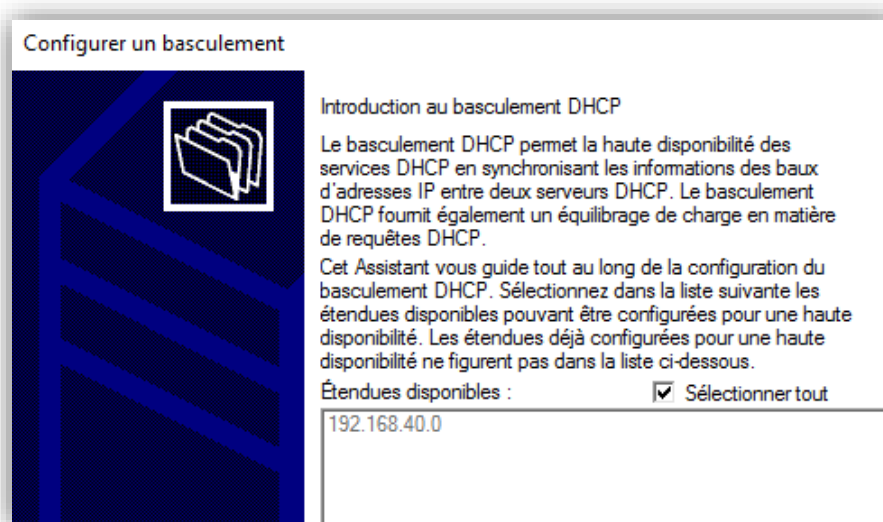 Configurer un basculement
Introduction au basculement DHCP
Le basculement DHCP permet la haute disponibilité des
services DHCP en synchronisant les informations des baux
d'adresses IP entre deux serveurs DHCP. Le basculement
DHCP fournit également un équilibrage de charge en matière
de requêtes DHCP.
Cet Assistant vous guide tout au long de la configuration du
basculement DHCP. Sélectionnez dans la liste suivante les
étendues disponibles pouvant être configurées pour une haute
disponibilité. Les étendues déjà configurées pour une haute
disponibilité ne figurent pas dans la liste ci-dessous.
Étendues disponibles : Sélectionner tout
192.168.40.0